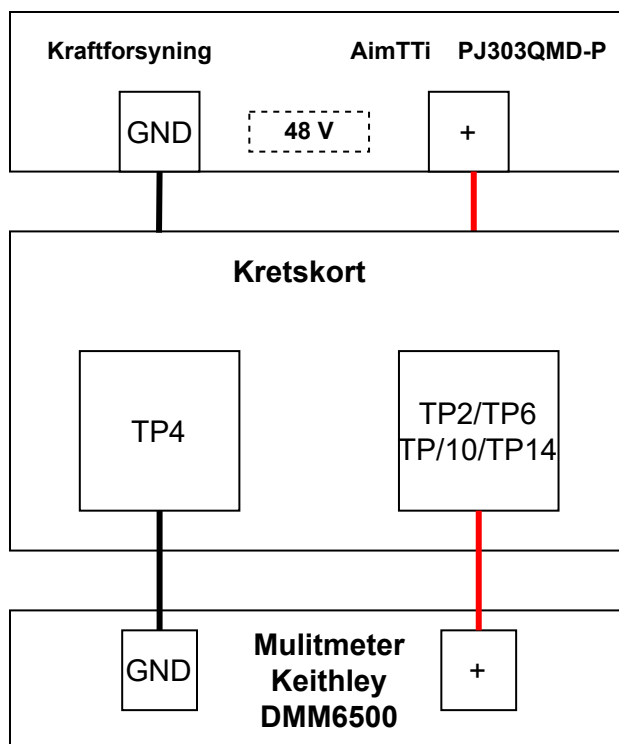 Kraftforsyning AimTTi PJ303QMD-P
GND 48 V +
Kretskort
TP4
TP2/TP6
TP/10/TP14
GND
Mulitmeter
Keithley
DMM6500
+